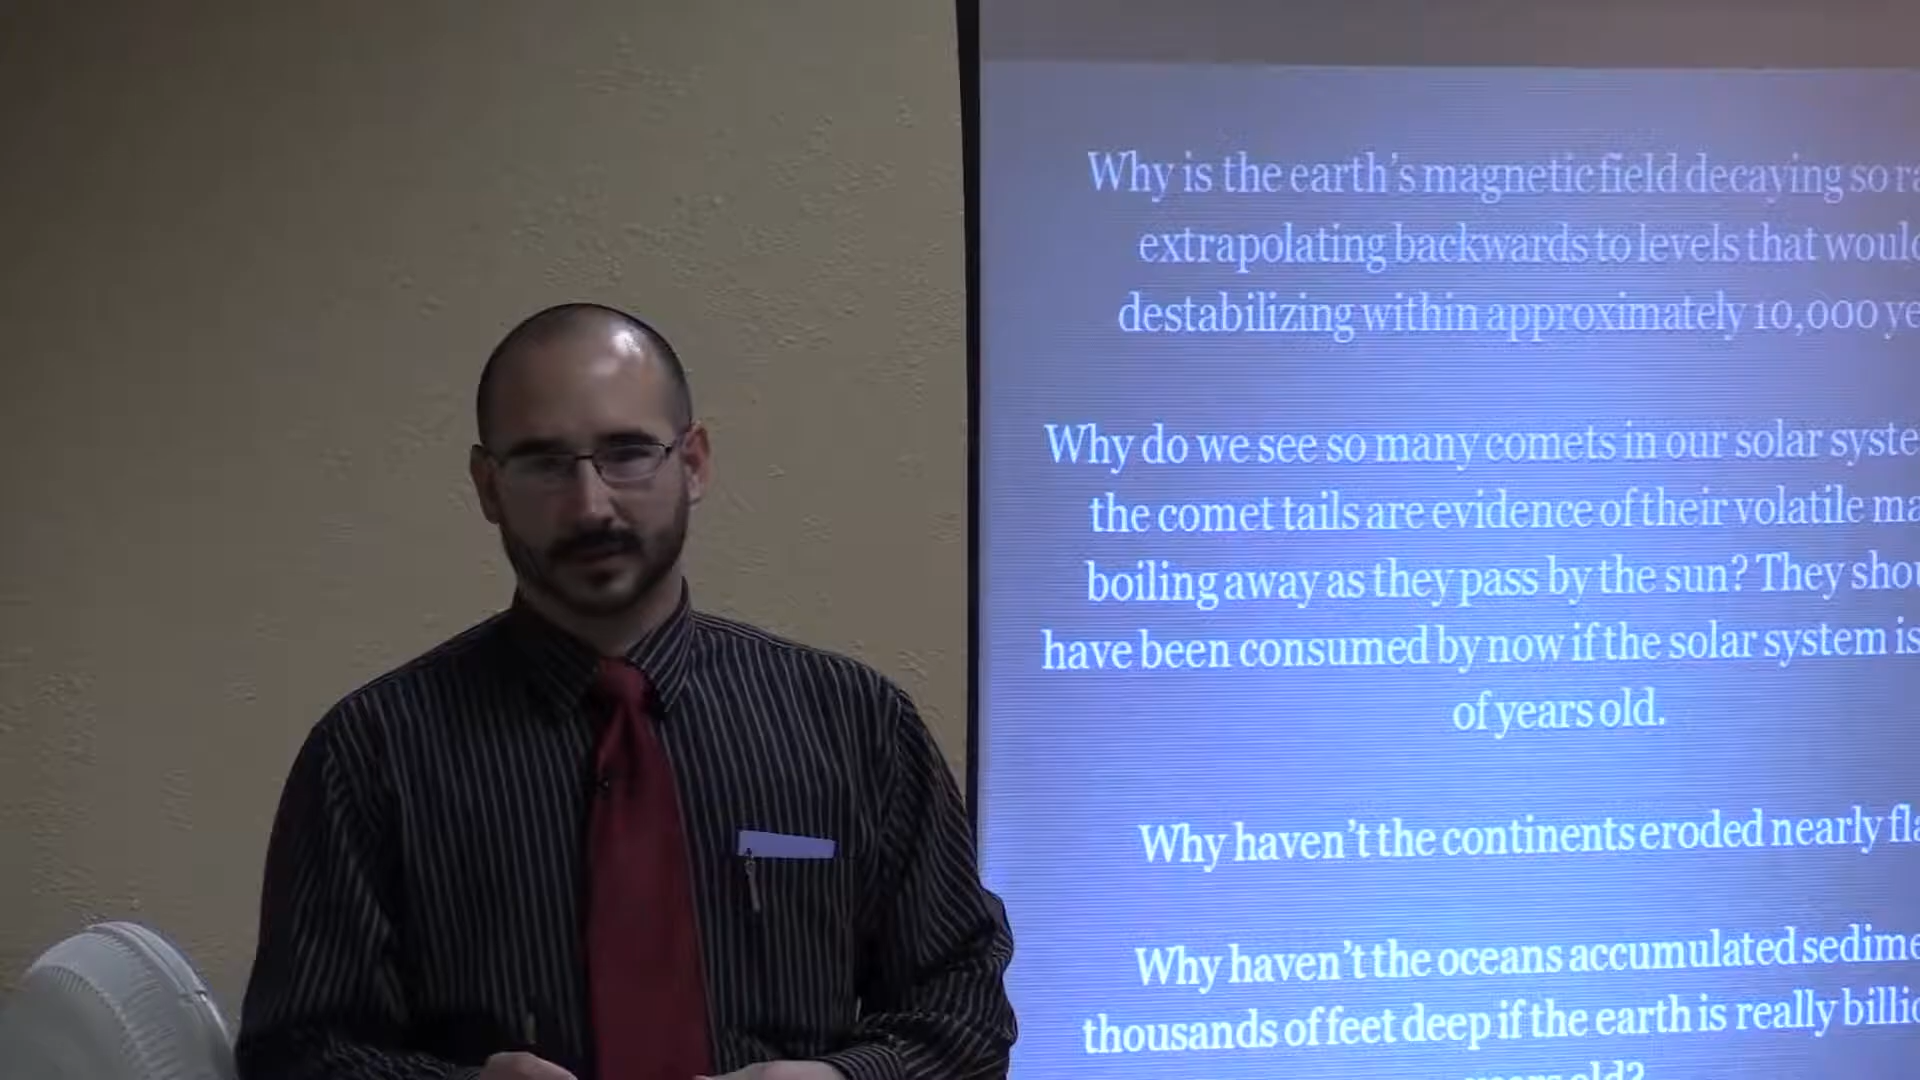 Why is the earth's magnetic field decaying so
extrapolating backwards to levels that
destabilizing within approximately 10,000
Why do we see so many comets in our solar
the comet tails are evidence of their volatile
boiling away as they pass by the sun? They
have been consumed by now if the solar system is
of years old.
Why haven't the continents eroded nearly
Why haven't the oceans accumulated
thousands of feet deep if the earth is really
old?